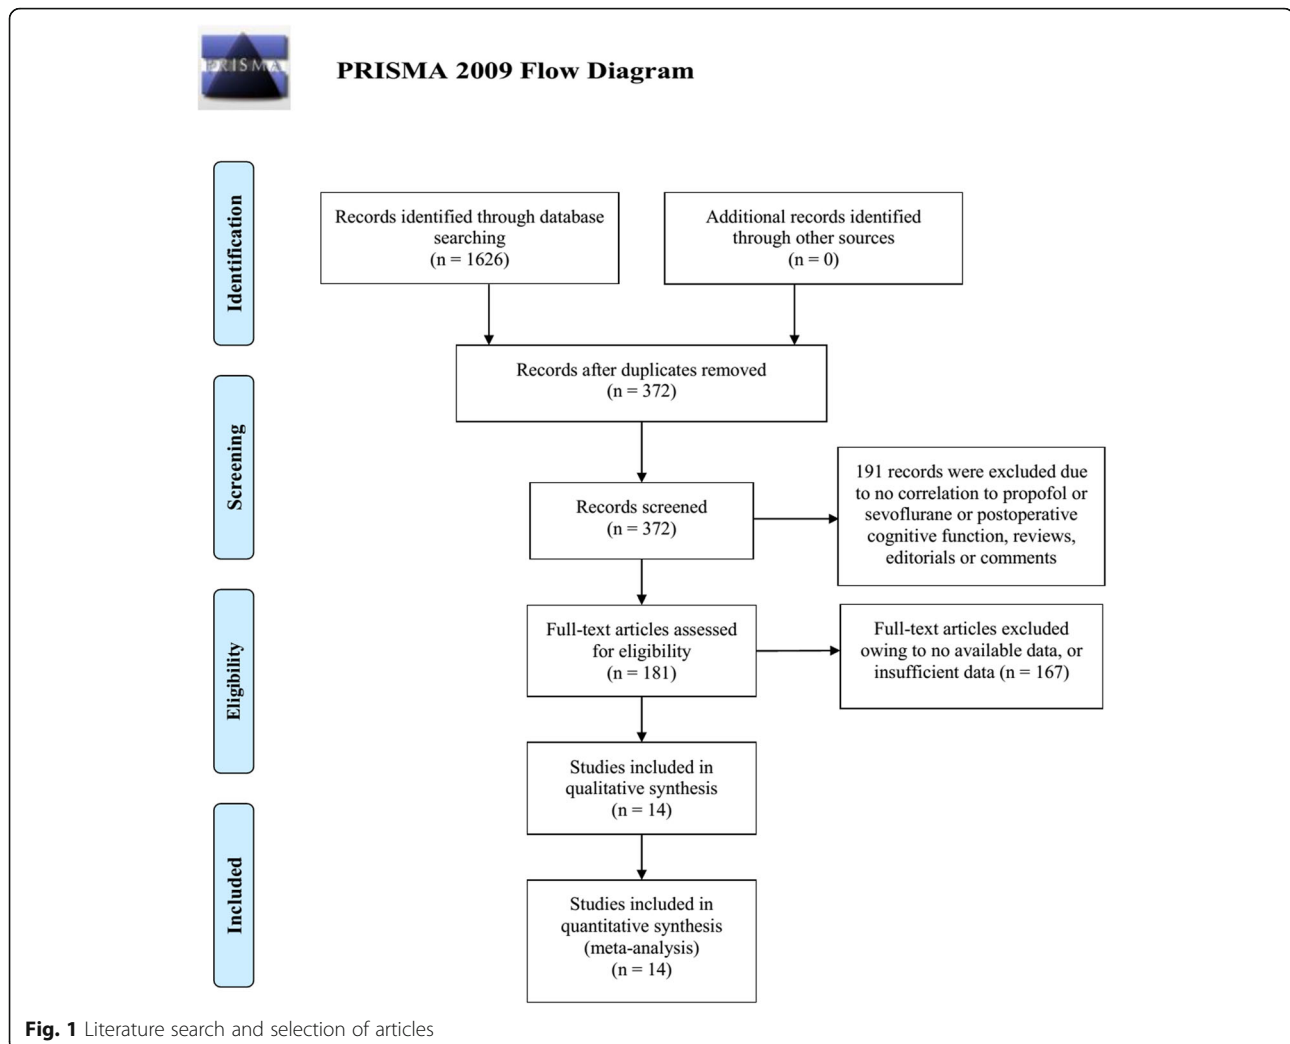 PRISMA
PRISMA 2009 Flow Diagram
Identification
Records identified through database
searching
(n = 1626)
Additional records identified
through other sources
(n = 0)
Records after duplicates removed
(n = 372)
Screening
Records screened
(n = 372)
191 records were excluded due
to no correlation to propofol or
sevoflurane or postoperative
cognitive function, reviews,
editorials or comments
Eligibility
Full-text articles assessed
for eligibility
(n = 181)
Full-text articles excluded
owing to no available data, or
insufficient data (n = 167)
Studies included in
qualitative synthesis
(n = 14)
Included
Studies included in
quantitative synthesis
(meta-analysis)
(n = 14)
Fig. 1 Literature search and selection of articles